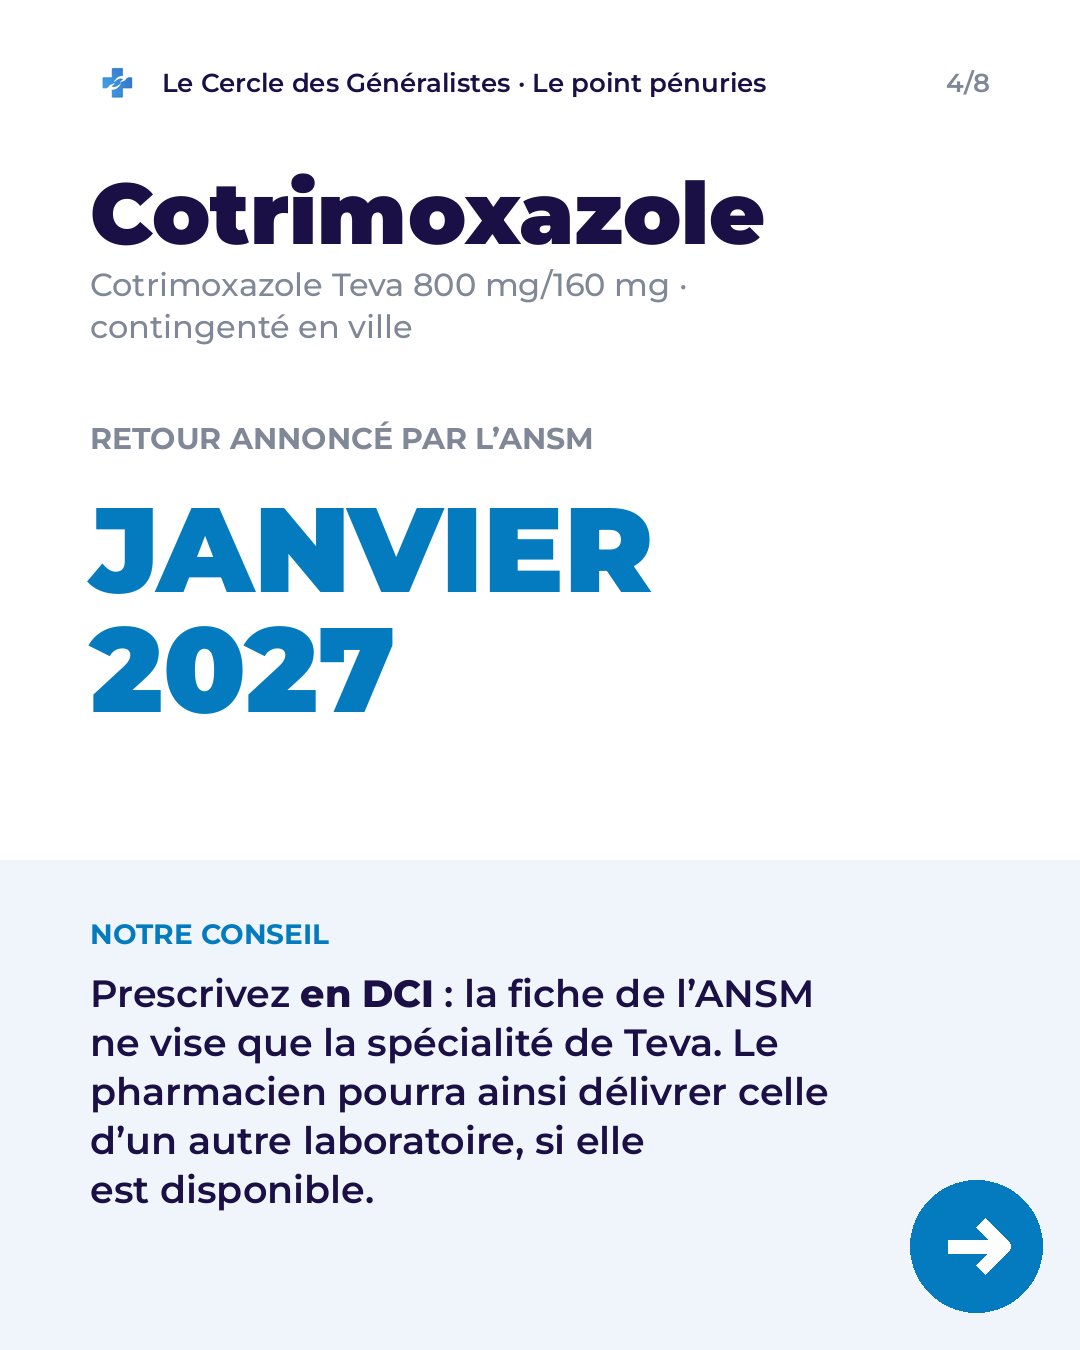 Le Cercle des Généralistes · Le point pénuries
4/8
Cotrimoxazole
Cotrimoxazole Teva 800 mg/160 mg ·
contingenté en ville
RETOUR ANNONCÉ PAR L’ANSM
JANVIER
2027
NOTRE CONSEIL
Prescrivez en DCI : la fiche de l’ANSM
ne vise que la spécialité de Teva. Le
pharmacien pourra ainsi délivrer celle
d’un autre laboratoire, si elle
est disponible.